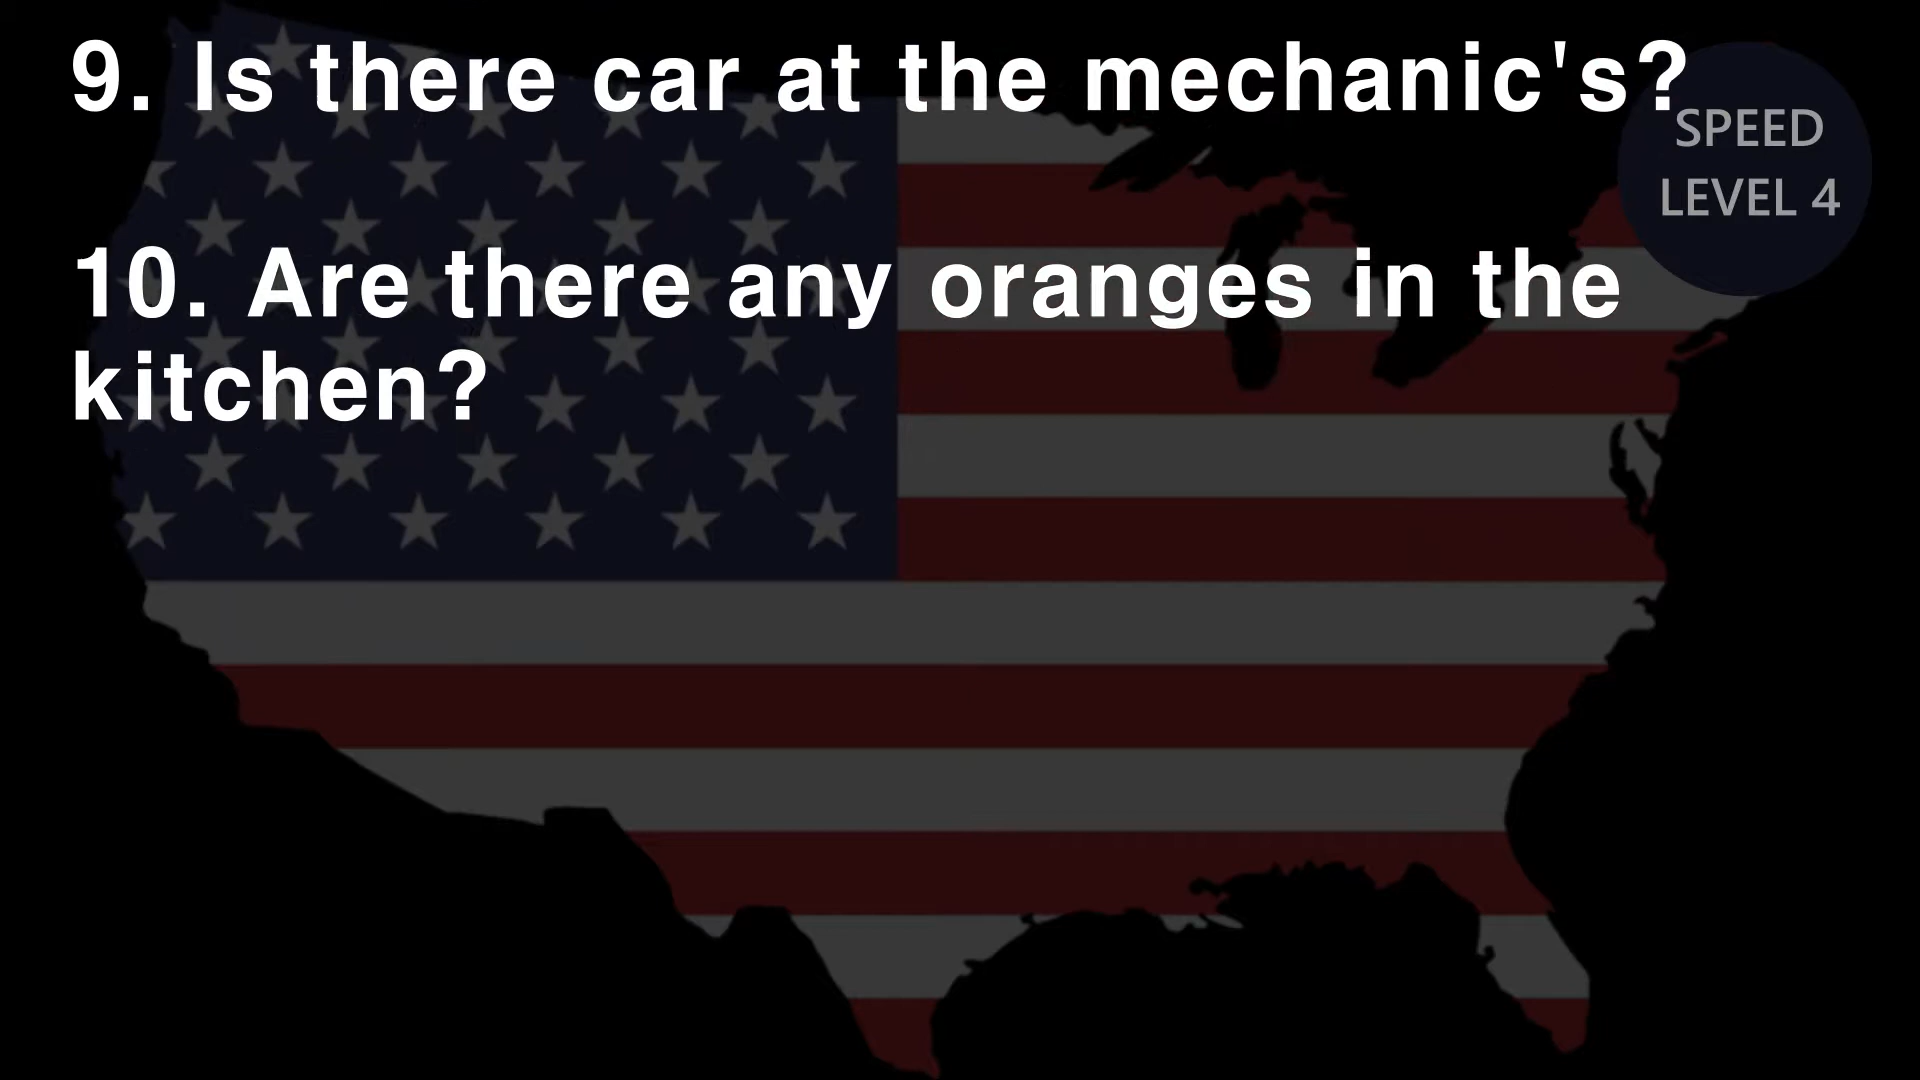 9. Is there car at the mechanic's?
SPEED
LEVEL 4
10. Are there any oranges in the
kitchen?